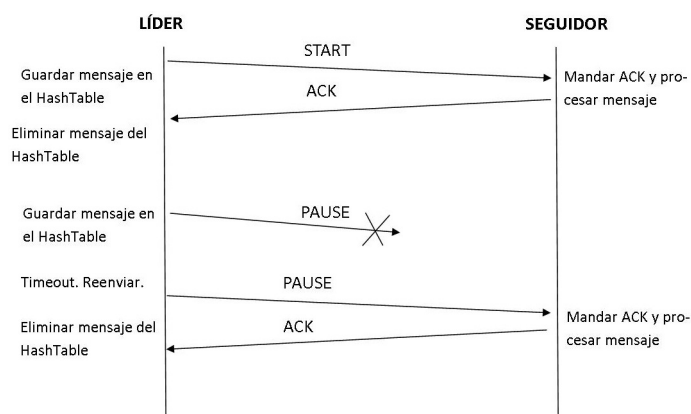 LÍDER
SEGUIDOR
START
Guardar mensaje en
el HashTable
Mandar ACK y pro-
cesar mensaje
ACK
Eliminar mensaje del
HashTable
Guardar mensaje en
el HashTable
PAUSE
Timeout. Reenviar.
PAUSE
Mandar ACK y pro-
cesar mensaje
Eliminar mensaje del
HashTable
ACK